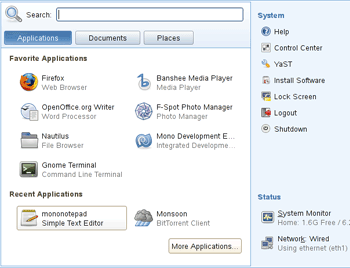 Search:
Applications
Documents
Places
Favorite Applications
Firefox
Web Browser
Banshee Media Player
Media Player
OpenOffice.org Writer
Word Processor
F-Spot Photo Manager
Photo Manager
Nautilus
File Browser
Mono Development E...
Integrated Developme...
Gnome Terminal
Command Line Terminal
Recent Applications
mononotepad
Simple Text Editor
Monsoon
BitTorrent Client
More Applications...
System
Help
Control Center
YaST
Install Software
Lock Screen
Logout
Shutdown
Status
System Monitor
Home: 1.6G Free / 6.
Network: Wired
Using ethernet (eth1)